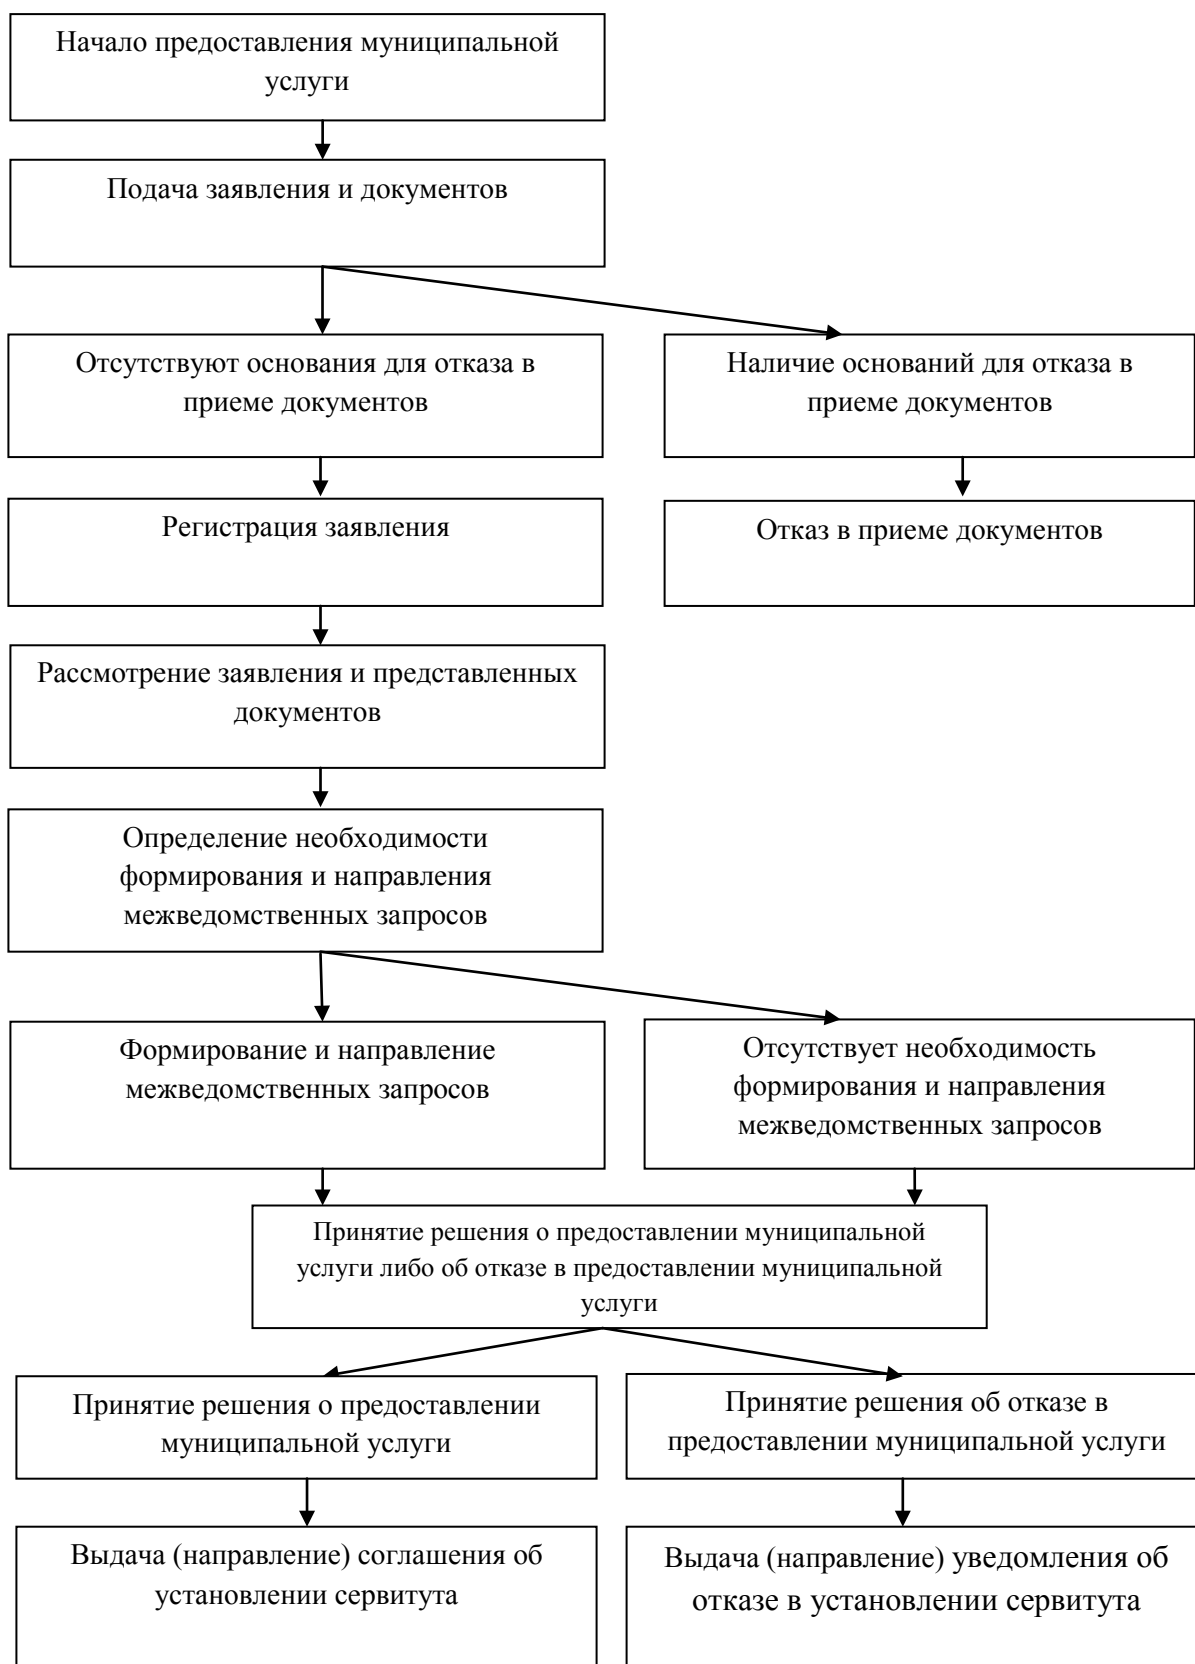 Начало предоставления муниципальной
услуги
Подача заявления и документов
Отсутствуют основания для отказа в
приеме документов
Наличие оснований для отказа в
приеме документов
Регистрация заявления
Отказ в приеме документов
Рассмотрение заявления и представленных
документов
Определение необходимости
формирования и направления
межведомственных запросов
Формирование и направление
межведомственных запросов
Отсутствует необходимость
формирования и направления
межведомственных запросов
Принятие решения о предоставлении муниципальной
услуги либо об отказе в предоставлении муниципальной
услуги
Принятие решения о предоставлении
муниципальной услуги
Принятие решения об отказе в
предоставлении муниципальной услуги
Выдача (направление) соглашения об
установлении сервитута
Выдача (направление) уведомления об
отказе в установлении сервитута